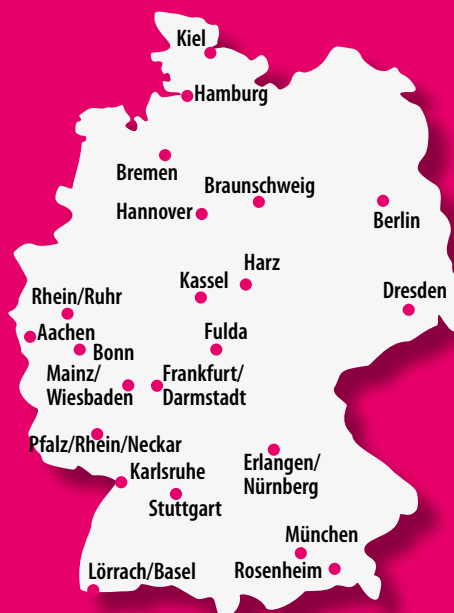 Kiel
Hamburg
Bremen
Braunschweig
Hannover
Berlin
Harz
Kassel
Dresden
Rhein/Ruhr
Aachen
Fulda
Bonn
Mainz/
Wiesbaden
Frankfurt/
Darmstadt
Pfalz/Rhein/Neckar
Karlsruhe
Erlangen/
Nürnberg
Stuttgart
München
Lörrach/Basel
Rosenheim